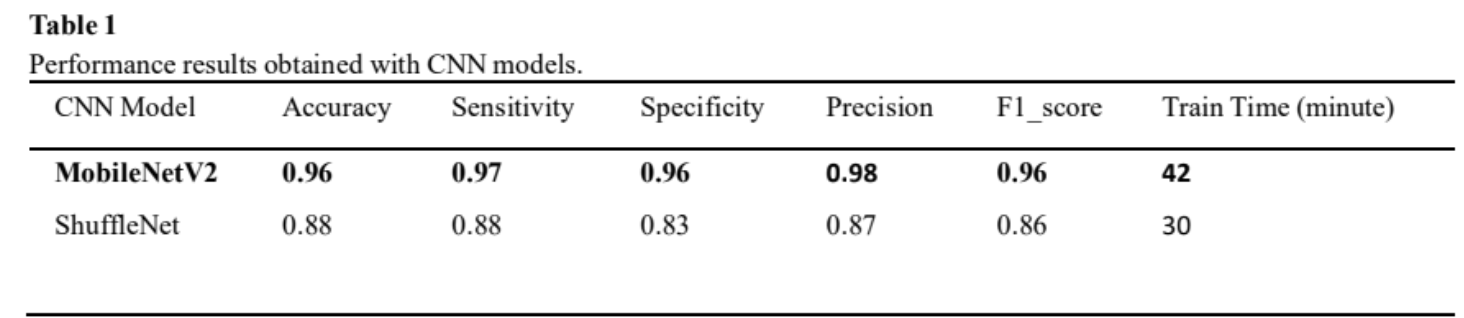 Table 1
Performance results obtained with CNN models.
CNN Model Accuracy Sensitivity Specificity Precision F1_score Train Time (minute)
MobileNetV2 0.96 0.97 0.96 0.98 0.96 42
ShuffleNet 0.88 0.88 0.83 0.87 0.86 30